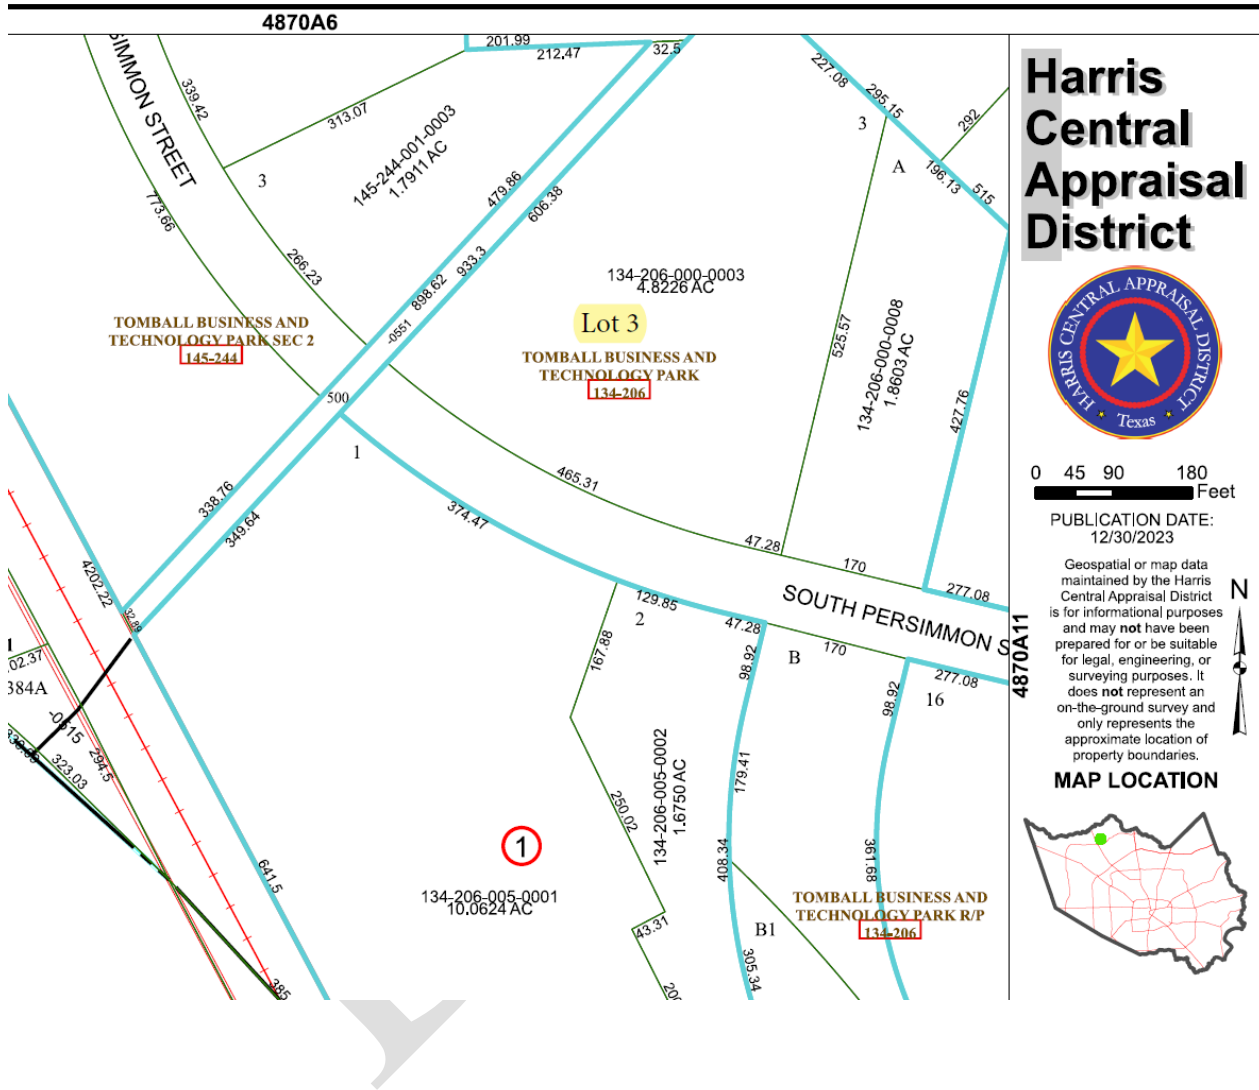 4870A6
SIMMON STREET
339.42
313.07
201.99
212.47
32.5
3
145-244-001-0003
1.7911 AC
773.66
266.23
479.86
606.38
898.62
933.3
-0551
500
TOMBALL BUSINESS AND
TECHNOLOGY PARK SEC 2
145-244
134-206-000-0003
4.8226 AC
Lot 3
TOMBALL BUSINESS AND
TECHNOLOGY PARK
134-206
227.08
295.15
3
A
292
196.13
515
525.57
134-206-000-0008
1.8603 AC
427.76
1
338.76
349.64
374.47
465.31
47.28
170
277.08
SOUTH PERSIMMON S
129.85
2
47.28
B
170
277.08
16
4202.22
32.89
1
02.37
384A
-0515
294.5
323.03
641.5
385
167.88
98.92
98.92
134-206-005-0002
1.6750 AC
179.41
250.02
408.34
361.68
1
134-206-005-0001
10.0624 AC
43.31
B1
305.34
TOMBALL BUSINESS AND
TECHNOLOGY PARK R/P
134-206
4870A11
Harris
Central
Appraisal
District
HARRIS CENTRAL APPRAISAL DISTRICT
Texas
0 45 90 180
Feet
PUBLICATION DATE:
12/30/2023
Geospatial or map data
maintained by the Harris
Central Appraisal District
is for informational purposes
and may not have been
prepared for or be suitable
for legal, engineering, or
surveying purposes. It
does not represent an
on-the-ground survey and
only represents the
approximate location of
property boundaries.
N
MAP LOCATION